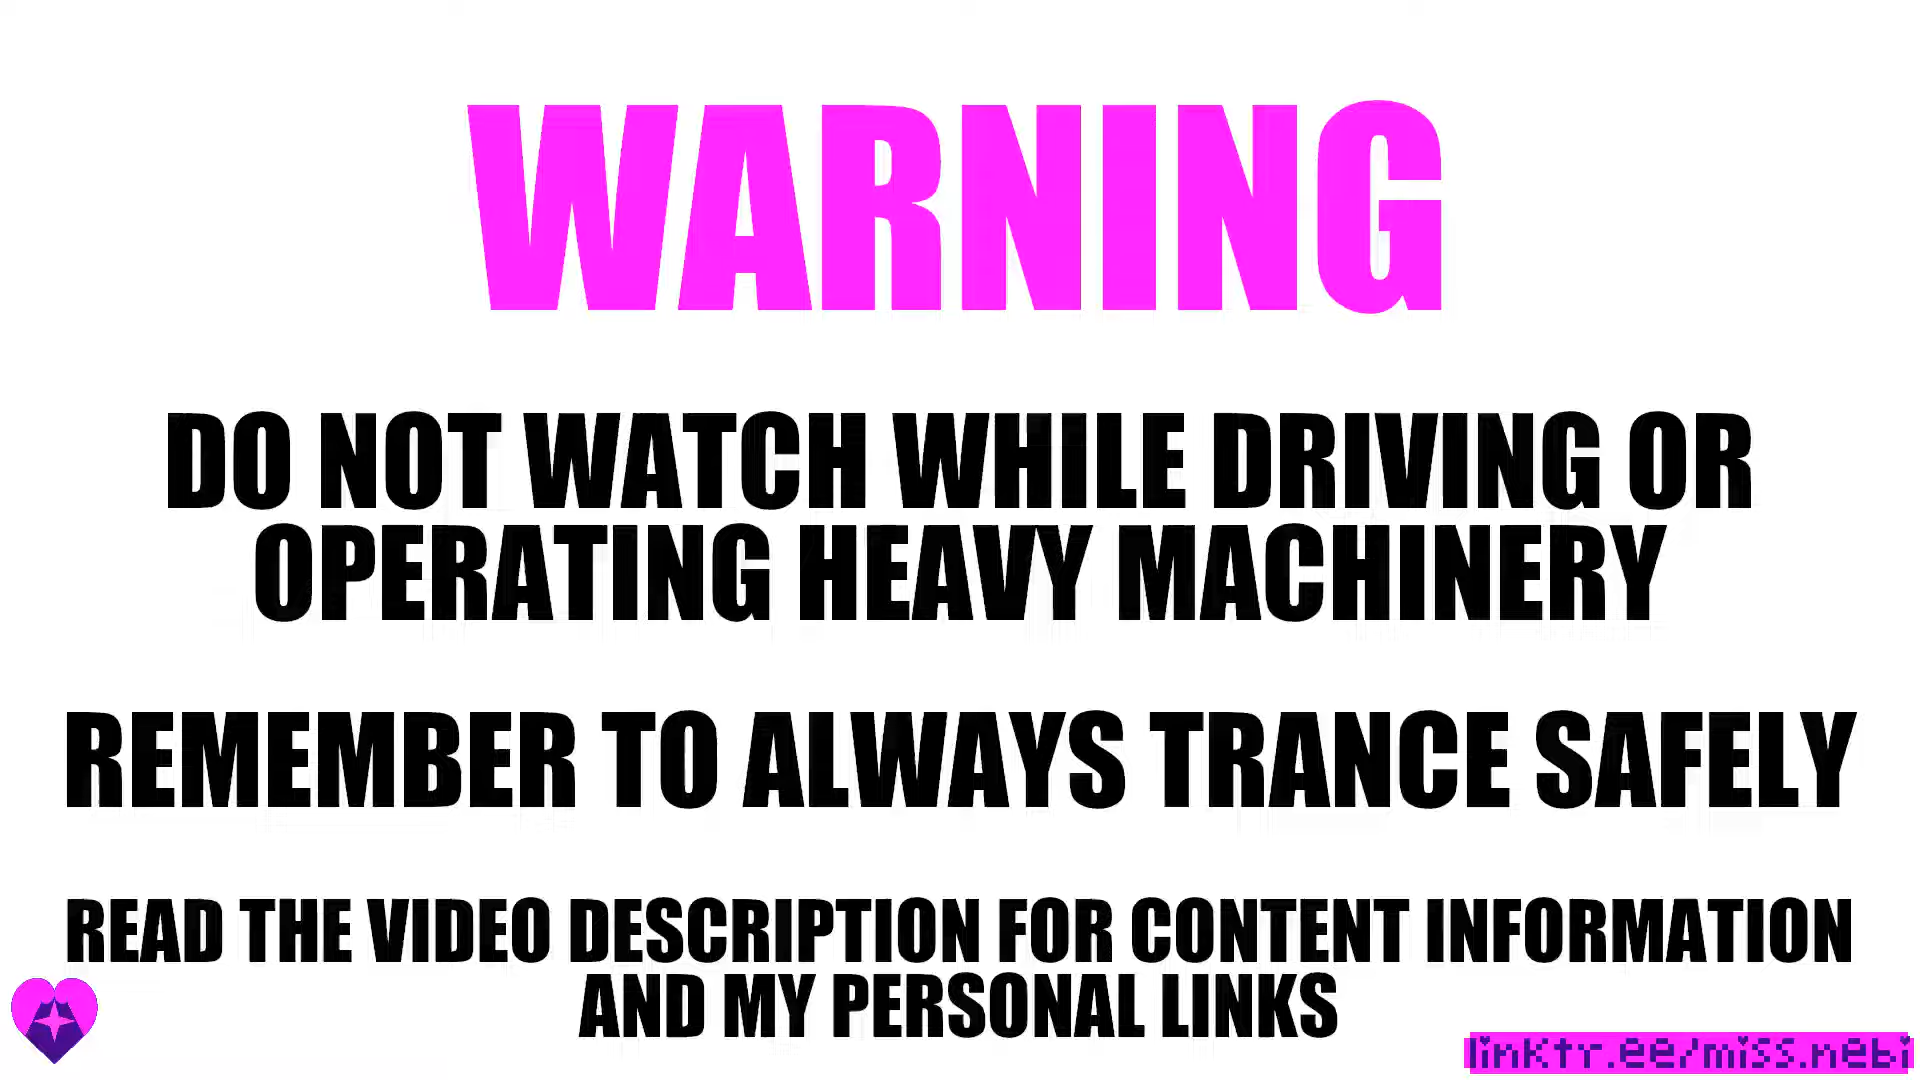 WARNING
DO NOT WATCH WHILE DRIVING OR
OPERATING HEAVY MACHINERY
REMEMBER TO ALWAYS TRANCE SAFELY
READ THE VIDEO DESCRIPTION FOR CONTENT INFORMATION
AND MY PERSONAL LINKS
linktr.ee/miss.nebi